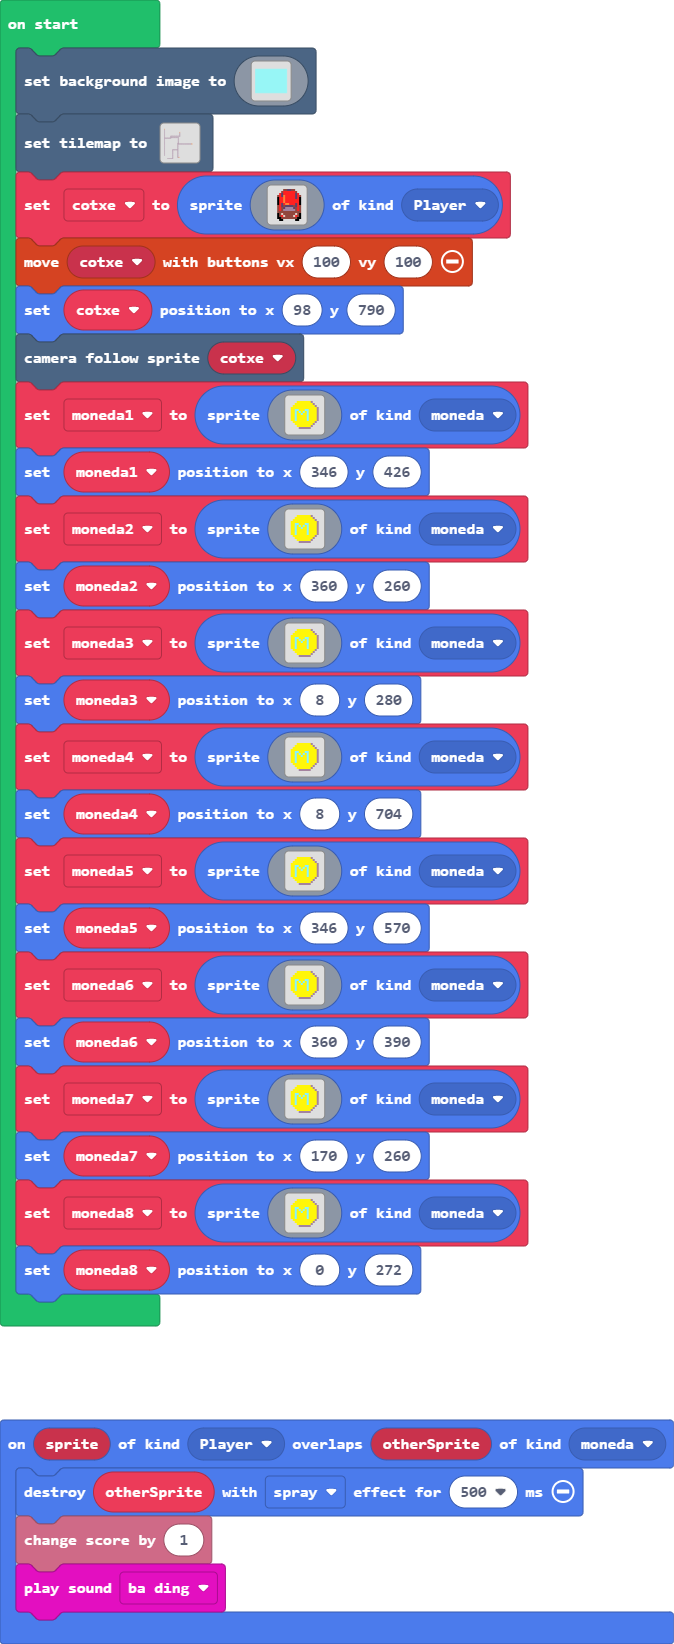 on start
set background image to
set tilemap to
set cotxe to sprite of kind Player
move cotxe with buttons vx 100 vy 100
set cotxe position to x 98 y 790
camera follow sprite cotxe
set moneda1 to sprite M of kind moneda
set moneda1 position to x 346 y 426
set moneda2 to sprite M of kind moneda
set moneda2 position to x 360 y 260
set moneda3 to sprite M of kind moneda
set moneda3 position to x 8 y 280
set moneda4 to sprite M of kind moneda
set moneda4 position to x 8 y 704
set moneda5 to sprite M of kind moneda
set moneda5 position to x 346 y 570
set moneda6 to sprite M of kind moneda
set moneda6 position to x 360 y 390
set moneda7 to sprite M of kind moneda
set moneda7 position to x 170 y 260
set moneda8 to sprite M of kind moneda
set moneda8 position to x 0 y 272
on sprite of kind Player overlaps otherSprite of kind moneda
destroy otherSprite with spray effect for 500 ms
change score by 1
play sound ba ding